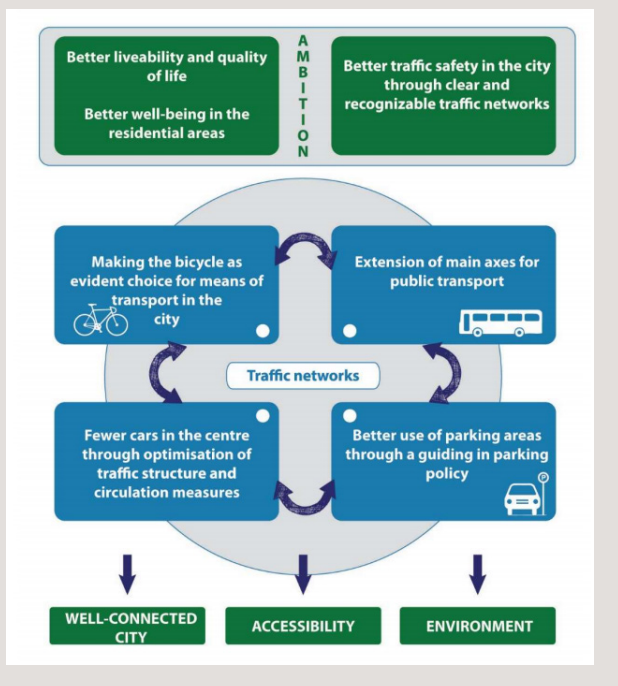 Better liveability and quality
of life
Better well-being in the
residential areas
AMBITION
Better traffic safety in the city
through clear and
recognizable traffic networks
Making the bicycle as
evident choice for means of
transport in the
city
Extension of main axes for
public transport
Traffic networks
Fewer cars in the centre
through optimisation of
traffic structure and
circulation measures
Better use of parking areas
through a guiding in parking
policy
P
WELL-CONNECTED
CITY
ACCESSIBILITY
ENVIRONMENT